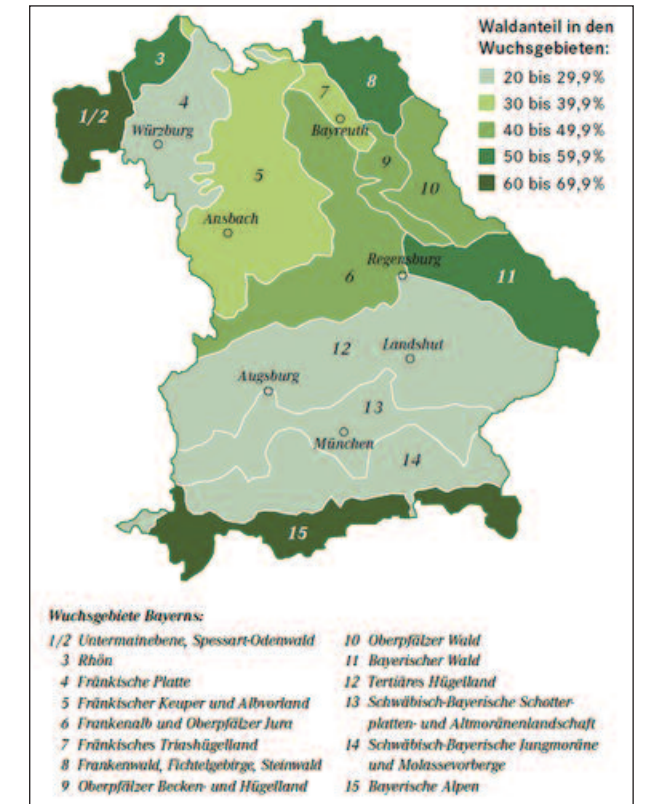 Waldanteil in den
Wuchsgebieten:
20 bis 29,9%
30 bis 39,9%
40 bis 49,9%
50 bis 59,9%
60 bis 69,9%
3
8
1/2
4
7
Würzburg
Bayreuth
9
5
10
Ansbach
Regensburg
6
11
12
Landshut
Augsburg
13
München
14
15
Wuchsgebiete Bayerns:
1/2 Untermainebene, Spessart-Odenwald
3 Rhön
4 Fränkische Platte
5 Fränkischer Keuper und Albvorland
6 Frankenalb und Oberpfälzer Jura
7 Fränkisches Triashügelland
8 Frankenwald, Fichtelgebirge, Steinwald
9 Oberpfälzer Becken- und Hügelland
10 Oberpfälzer Wald
11 Bayerischer Wald
12 Tertiäres Hügelland
13 Schwäbisch-Bayerische Schotter-
platten- und Altmoränenlandschaft
14 Schwäbisch-Bayerische Jungmoräne
und Molassevorberge
15 Bayerische Alpen